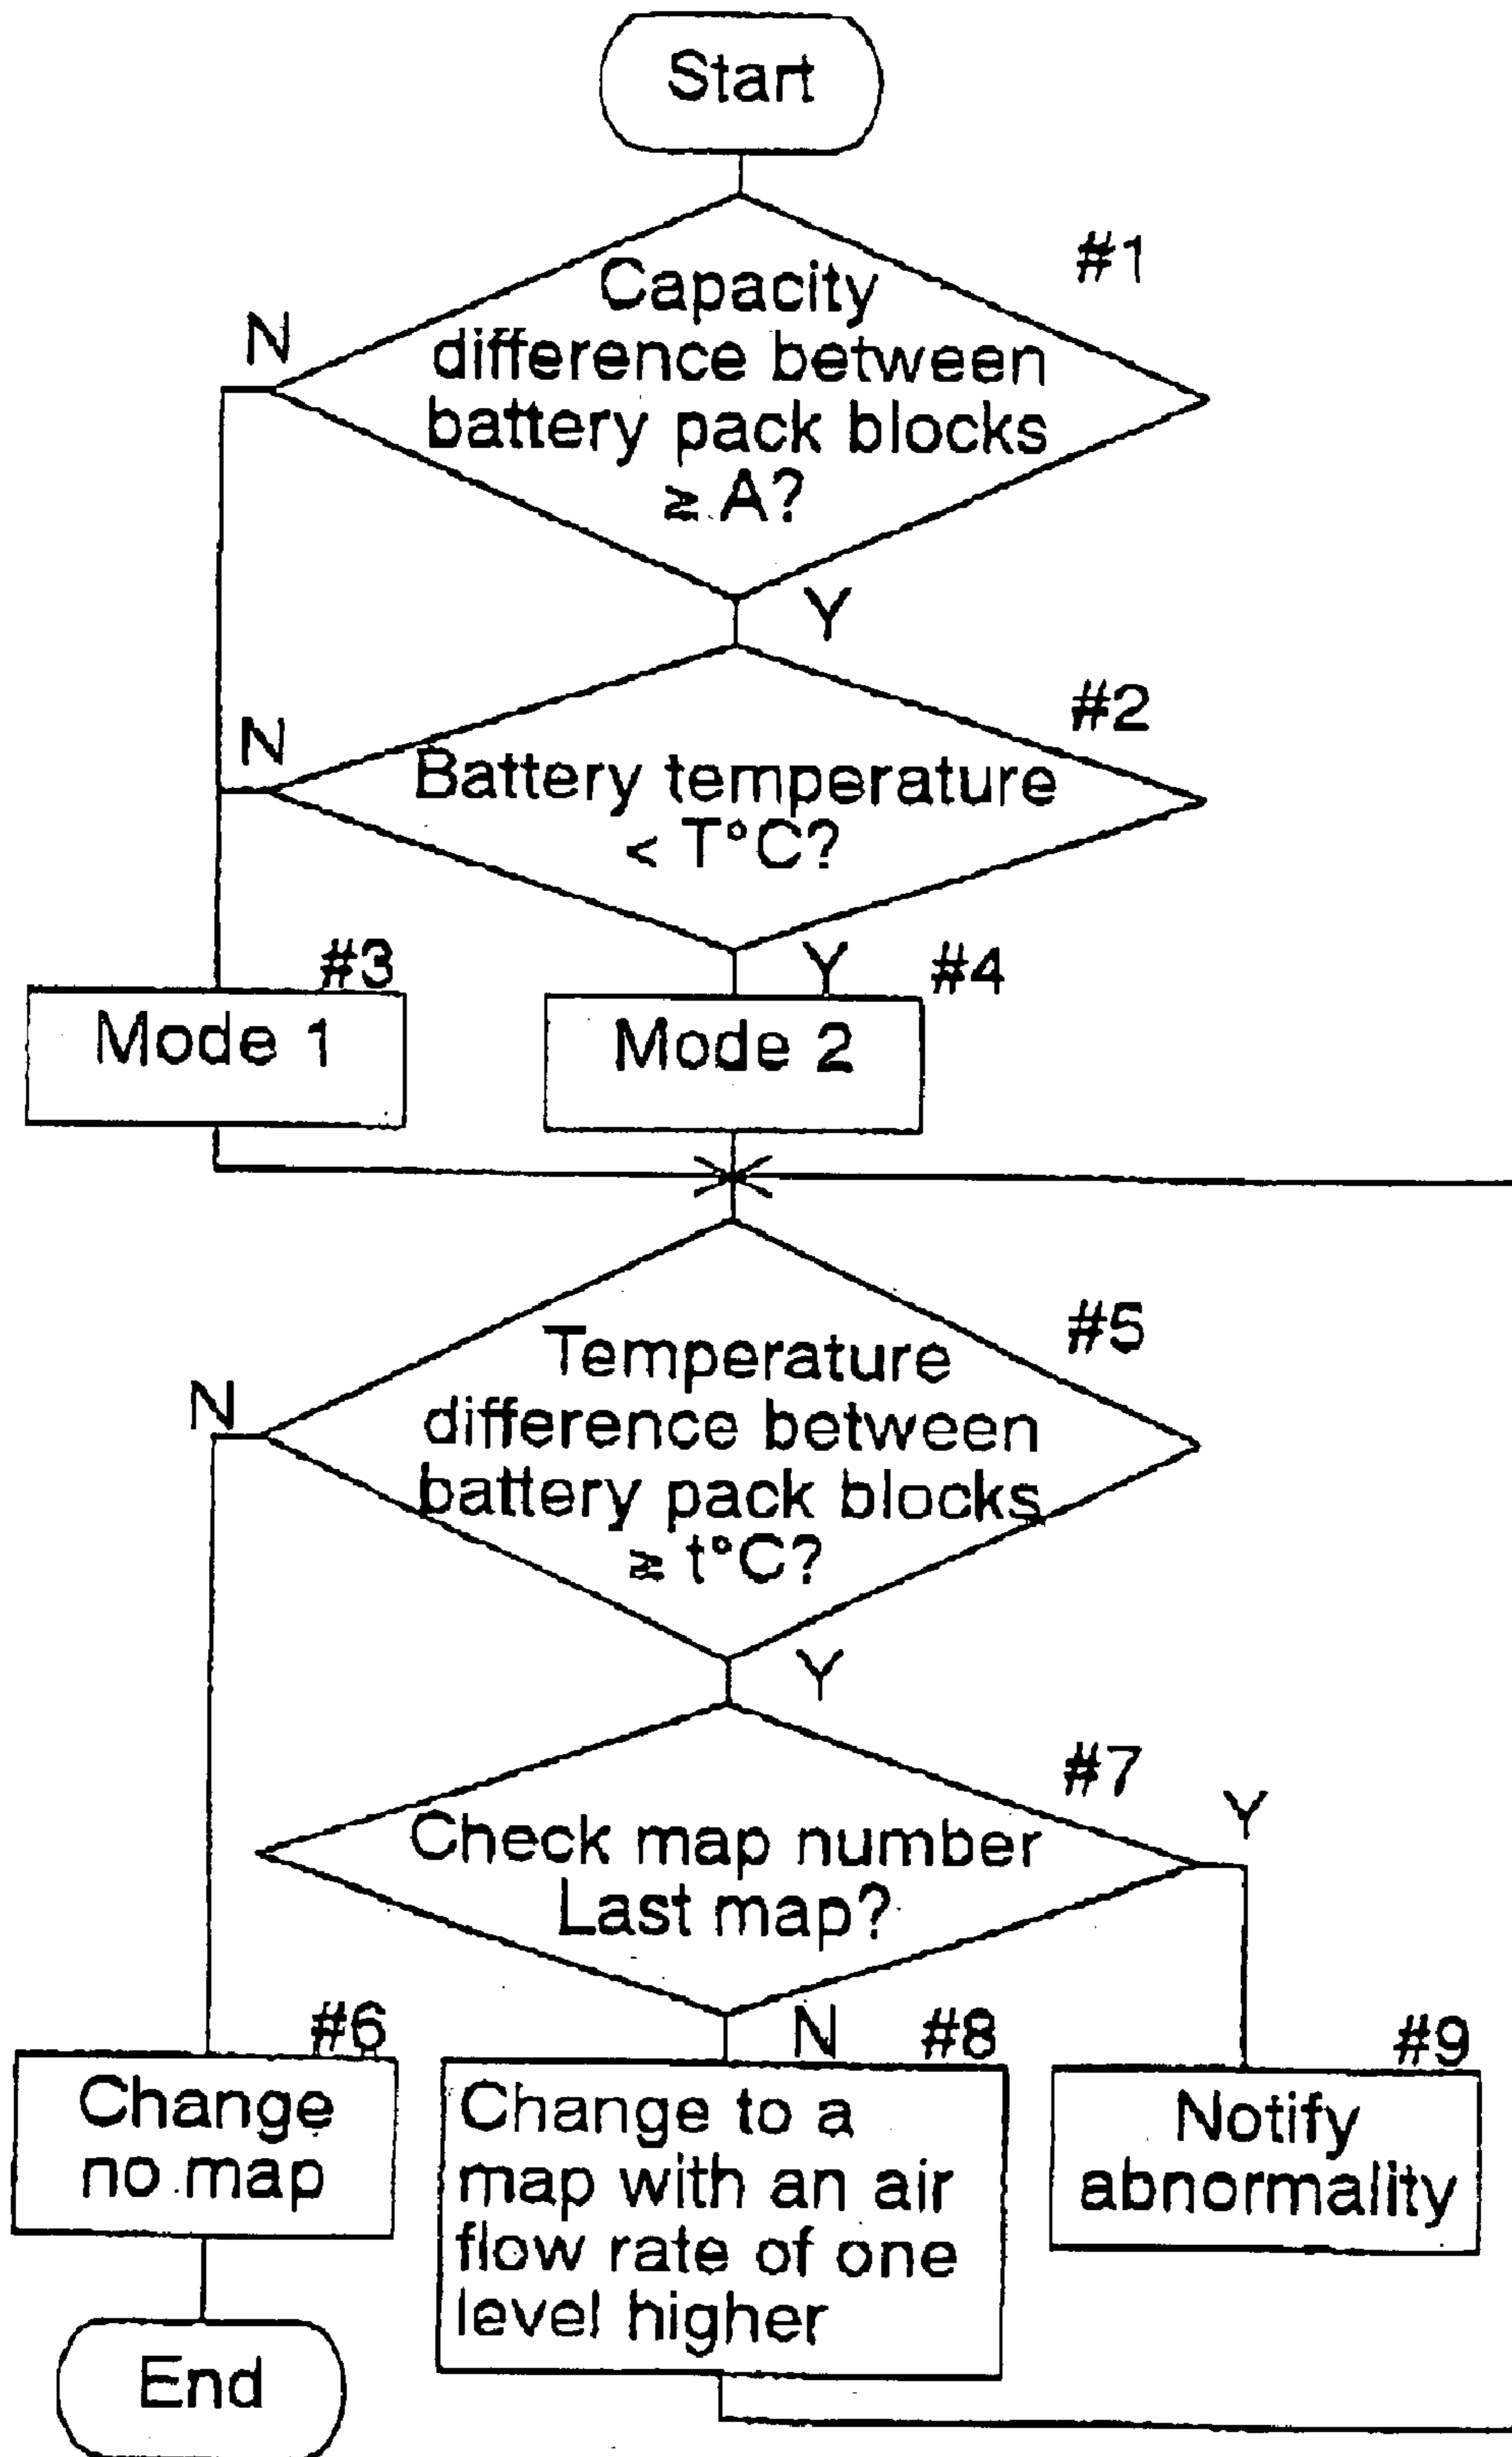 Start
#1
Capacity
difference between
battery pack blocks
≧ A?
N
Y
#2
N
Battery temperature
< T°C?
#3
Y
#4
Mode 1
Mode 2
#5
Temperature
difference between
battery pack blocks
≧ t°C?
N
Y
#7
Y
Check map number
Last map?
#6
N
#8
#9
Change
no map
Change to a
map with an air
flow rate of one
level higher
Notify
abnormality
End